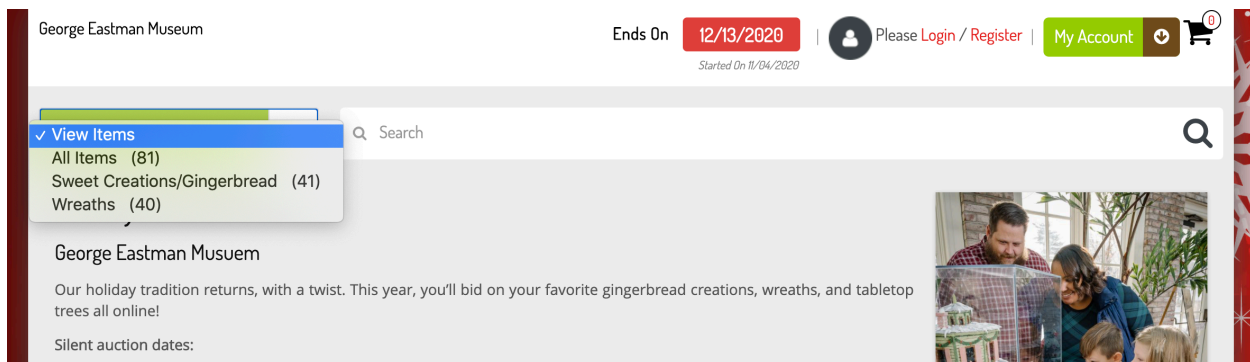 George Eastman Museum
Ends On 12/13/2020 | Please Login / Register | My Account 0
Started On 11/04/2020
✓ View Items
Search
All Items (81)
Sweet Creations/Gingerbread (41)
Wreaths (40)
George Eastman Musuem
Our holiday tradition returns, with a twist. This year, you'll bid on your favorite gingerbread creations, wreaths, and tabletop
trees all online!
Silent auction dates: